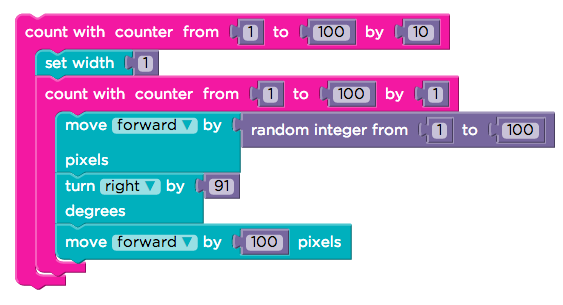 count with counter from 1 to 100 by 10
set width 1
count with counter from 1 to 100 by 1
move forward ▼ by random integer from 1 to 100
pixels
turn right ▼ by 91
degrees
move forward ▼ by 100 pixels